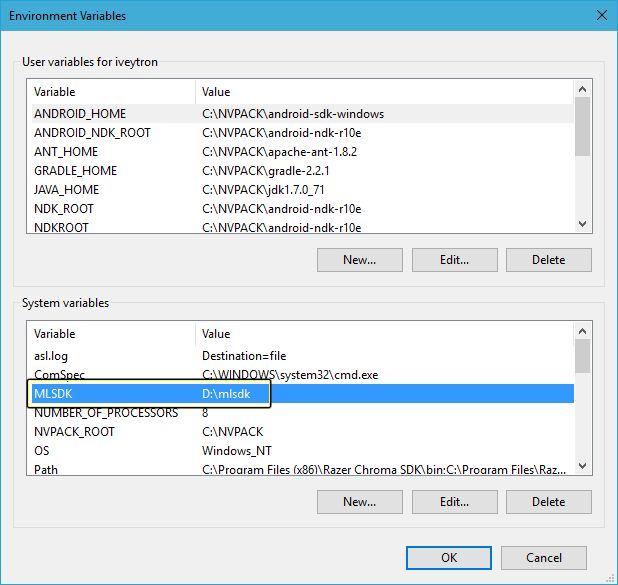 Environment Variables
User variables for iveytron
Variable Value
ANDROID_HOME C:\NVPACK\android-sdk-windows
ANDROID_NDK_ROOT C:\NVPACK\android-ndk-r10e
ANT_HOME C:\NVPACK\apache-ant-1.8.2
GRADLE_HOME C:\NVPACK\gradle-2.2.1
JAVA_HOME C:\NVPACK\jdk1.7.0_71
NDK_ROOT C:\NVPACK\android-ndk-r10e
NDKROOT C:\NVPACK\android-ndk-r10e
New... Edit... Delete
System variables
Variable Value
asl.log Destination=file
ComSpec C:\WINDOWS\system32\cmd.exe
MLSDK D:\mlsdk
NUMBER_OF_PROCESSORS 8
NVPACK_ROOT C:\NVPACK
OS Windows_NT
Path C:\Program Files (x86)\Razer Chroma SDK\bin;C:\Program Files\Raz...
New... Edit... Delete
OK Cancel